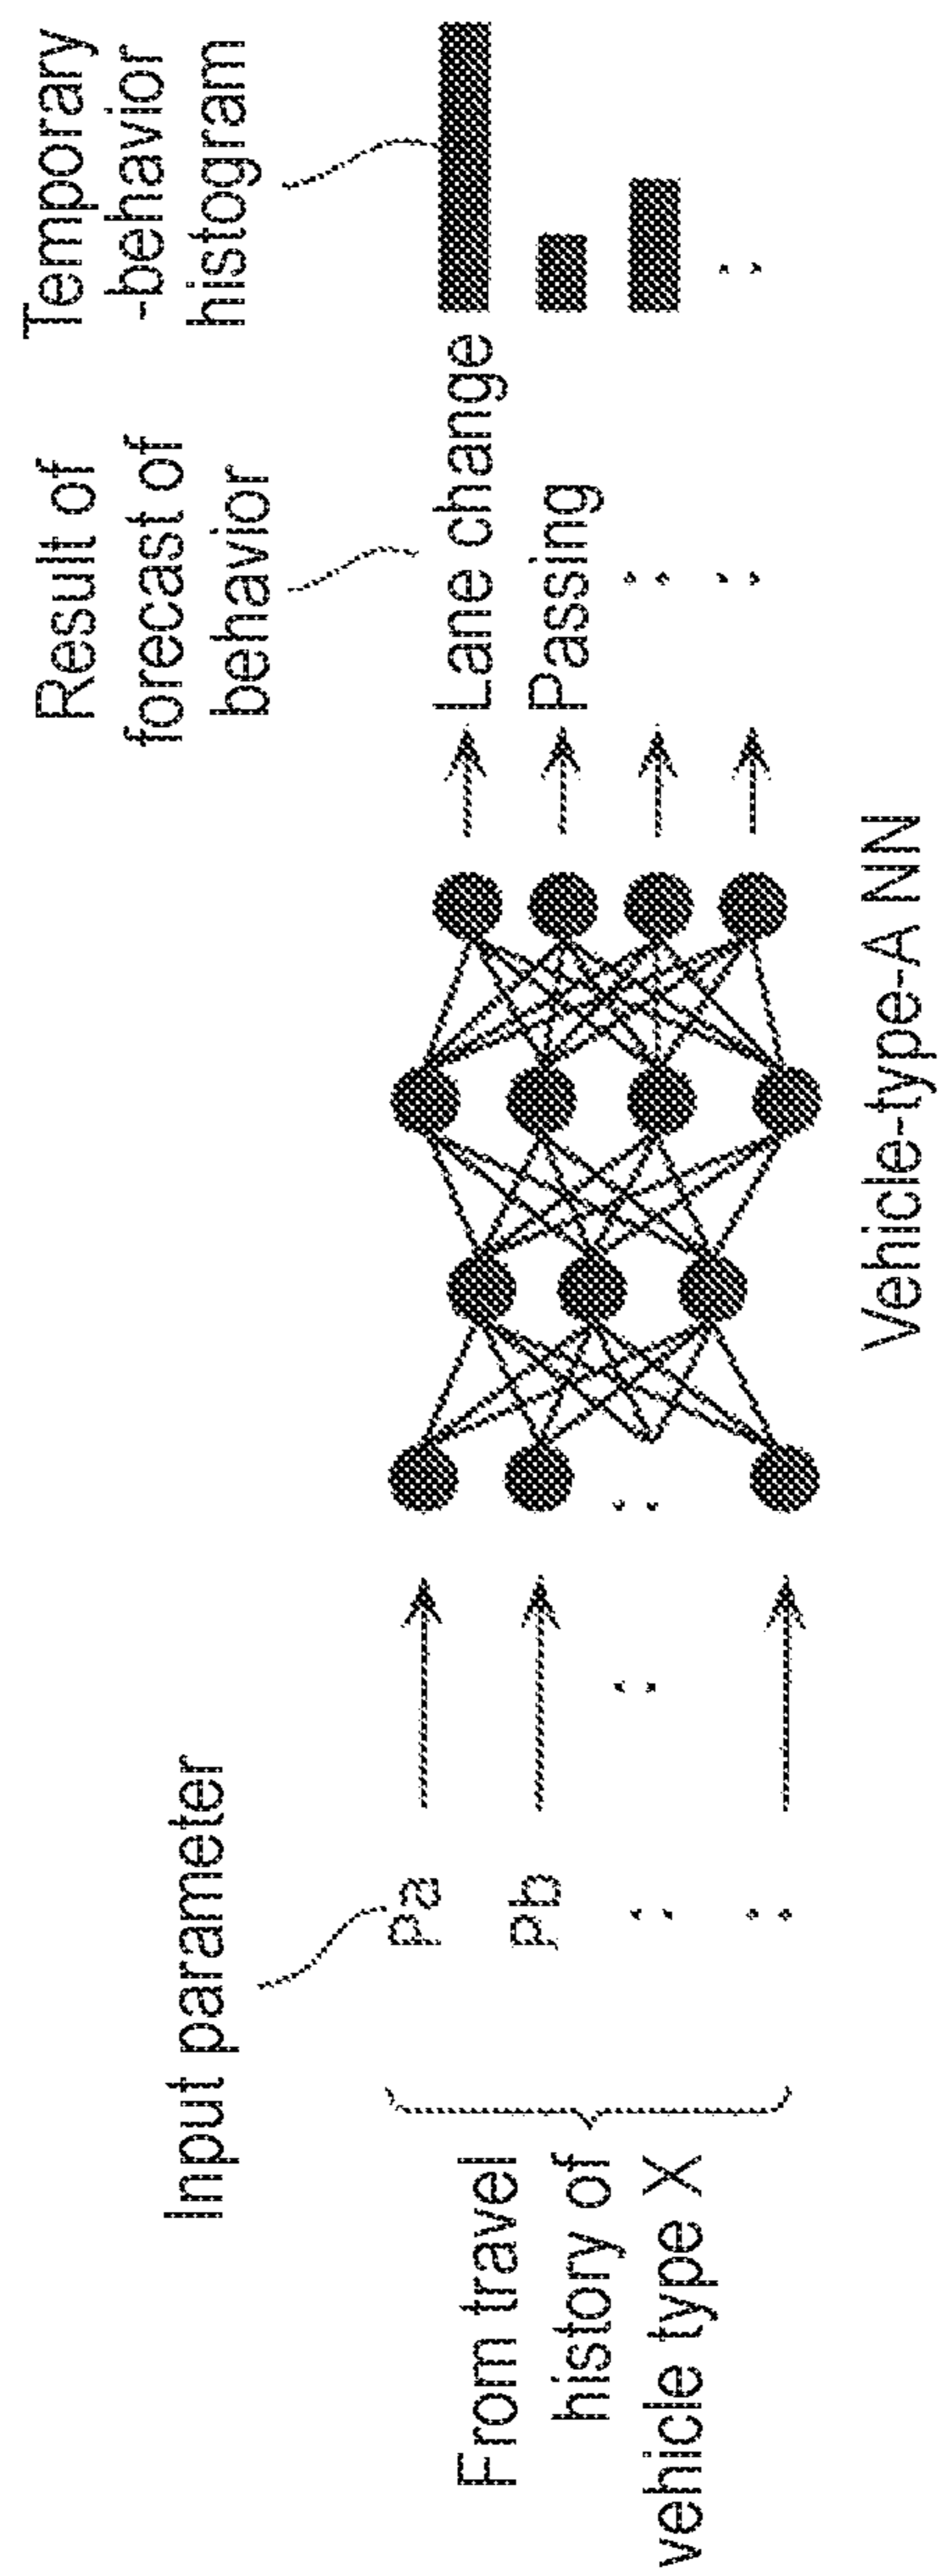 Input parameter
From travel
history of
vehicle type X
Pa
Pb
Vehicle-type-A NN
Result of
forecast of
behavior
Lane change
Passing
Temporary
-behavior
histogram